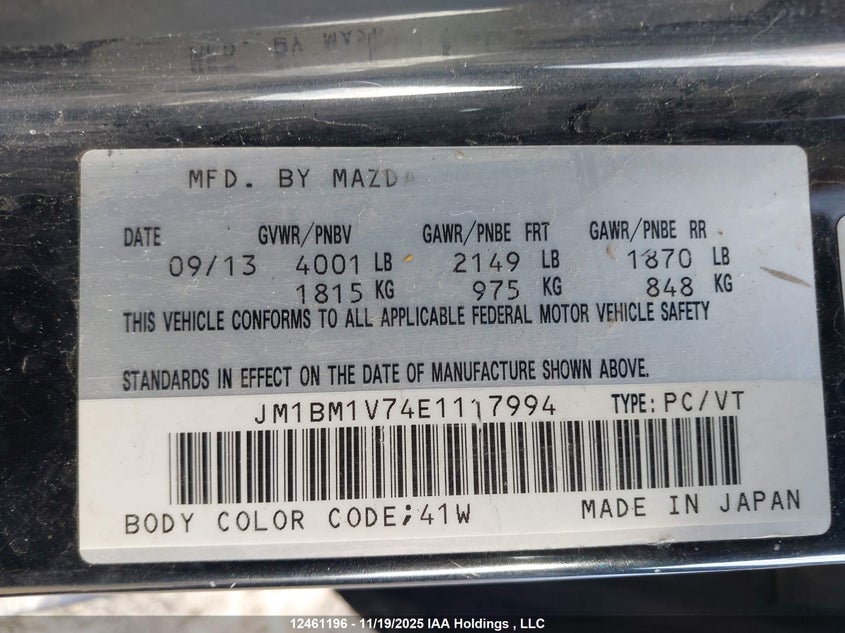 MFD. BY MAZDA
DATE GVWR/PNBV GAWR/PNBE FRT GAWR/PNBE RR
09/13 4001 LB 2149 LB 1870 LB
1815 KG 975 KG 848 KG
THIS VEHICLE CONFORMS TO ALL APPLICABLE FEDERAL MOTOR VEHICLE SAFETY
STANDARDS IN EFFECT ON THE DATE OF MANUFACTURE SHOWN ABOVE.
JM1BM1V74E1117994 TYPE: PC/VT
BODY COLOR CODE;41W MADE IN JAPAN
12461196 - 11/19/2025 IAA Holdings , LLC